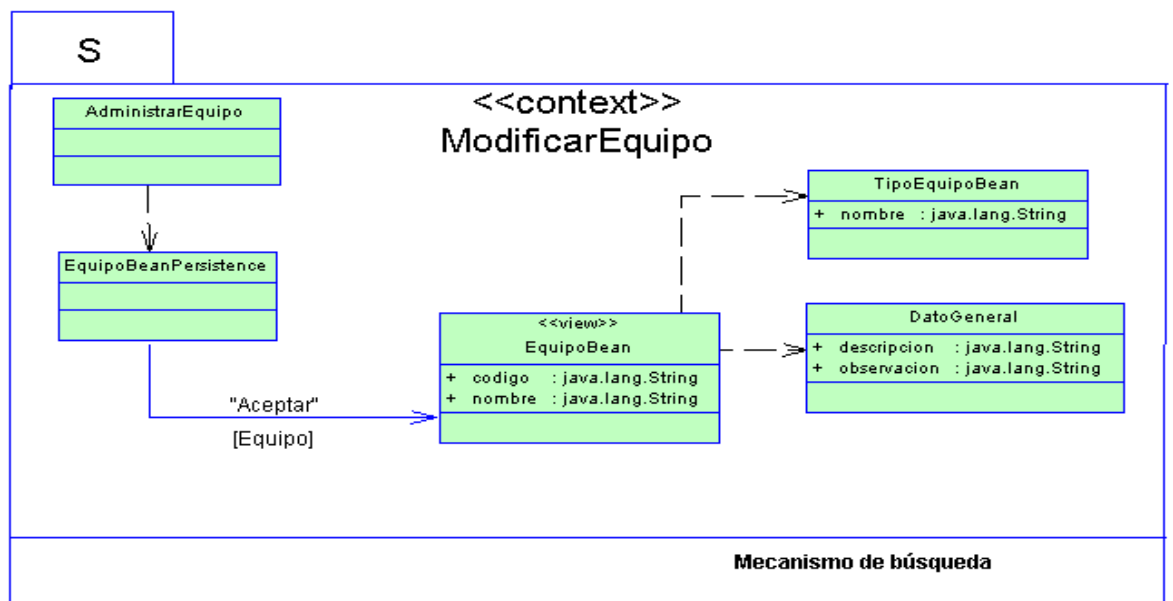 S
<<context>>
ModificarEquipo
AdministrarEquipo
EquipoBeanPersistence
"Aceptar"
[Equipo]
<<view>>
EquipoBean
+ codigo : java.lang.String
+ nombre : java.lang.String
TipoEquipoBean
+ nombre : java.lang.String
DatoGeneral
+ descripcion : java.lang.String
+ observacion : java.lang.String
Mecanismo de búsqueda